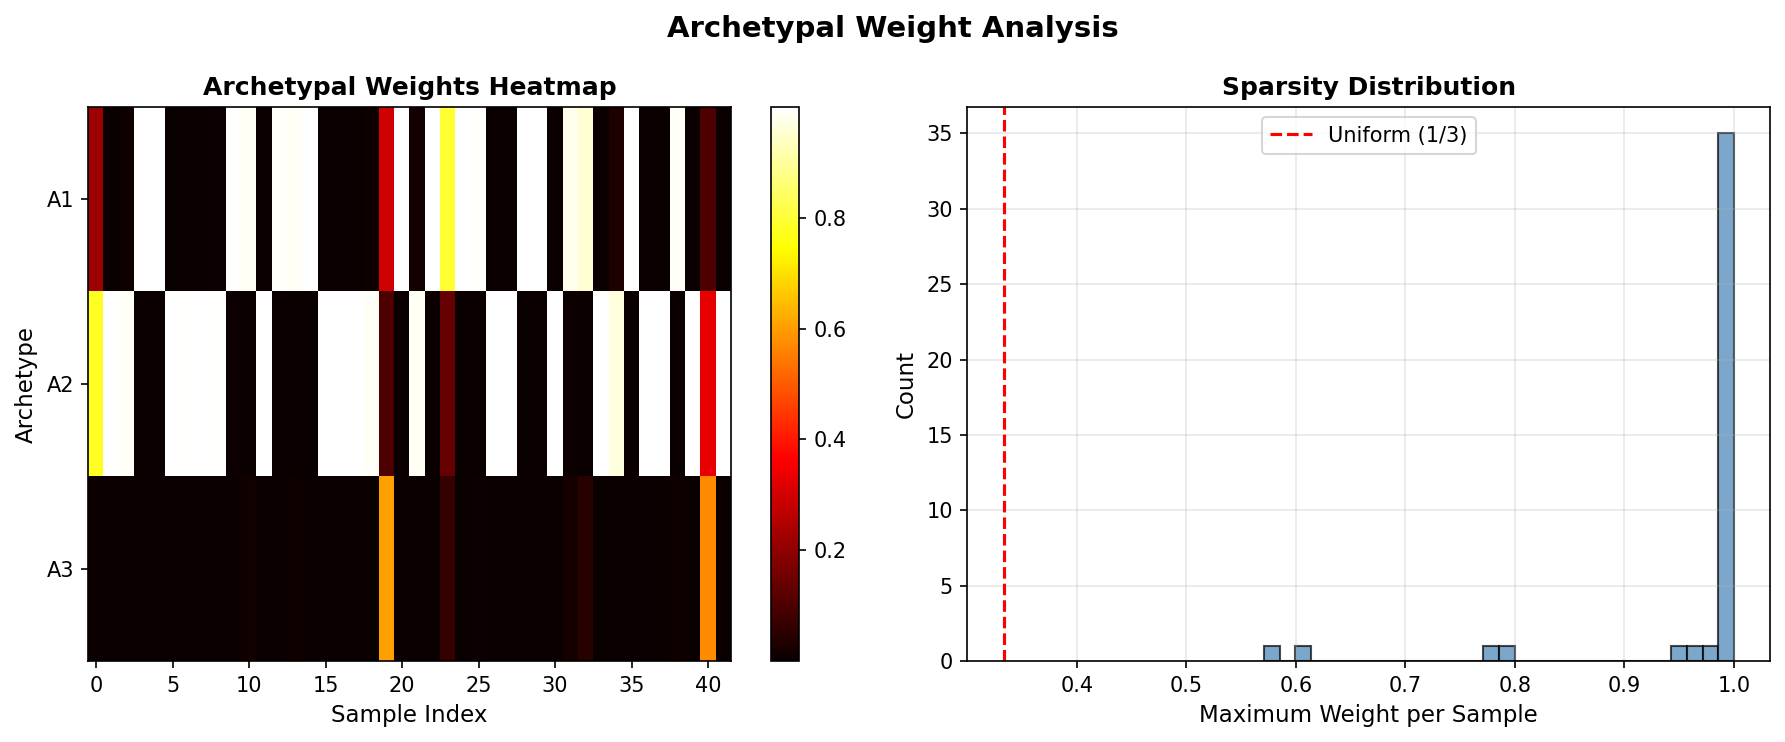 Archetypal Weight Analysis
Archetypal Weights Heatmap
Archetype
A1
A2
A3
0 5 10 15 20 25 30 35 40
Sample Index
0.8
0.6
0.4
0.2
Sparsity Distribution
Uniform (1/3)
Count
35
30
25
20
15
10
5
0
0.4 0.5 0.6 0.7 0.8 0.9 1.0
Maximum Weight per Sample